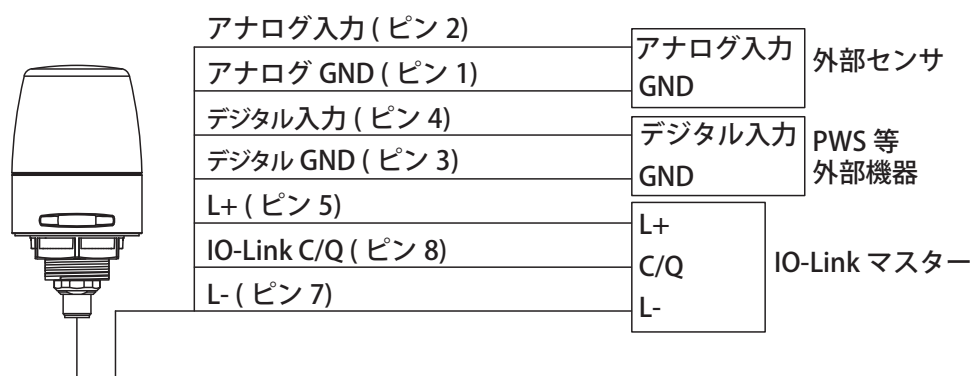 アナログ入力 ( ピン 2)
アナログ GND ( ピン 1)
デジタル入力 ( ピン 4)
デジタル GND ( ピン 3)
L+ ( ピン 5)
IO-Link C/Q ( ピン 8)
L- ( ピン 7)
アナログ入力
GND
外部センサ
デジタル入力
GND
PWS 等
外部機器
L+
C/Q
L-
IO-Link マスター